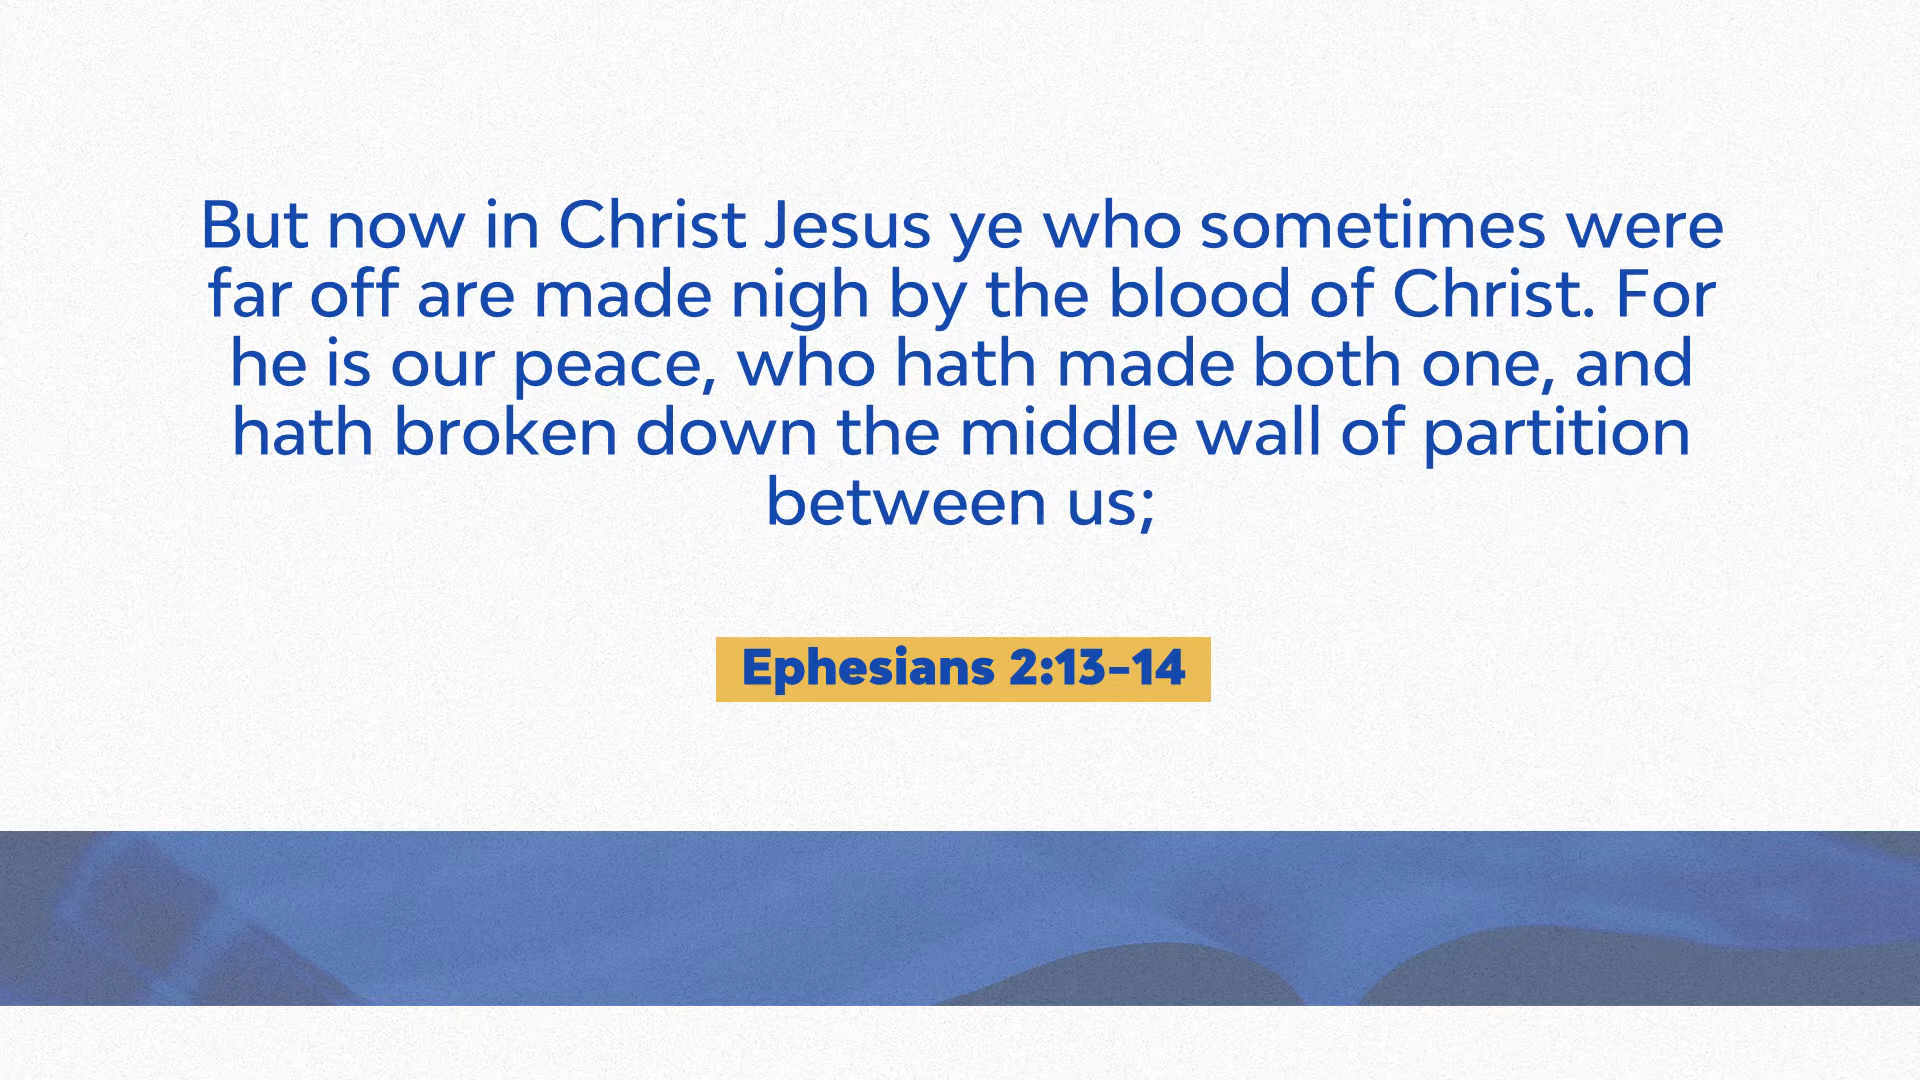 But now in Christ Jesus ye who sometimes were
far off are made nigh by the blood of Christ. For
he is our peace, who hath made both one, and
hath broken down the middle wall of partition
between us;
Ephesians 2:13–14